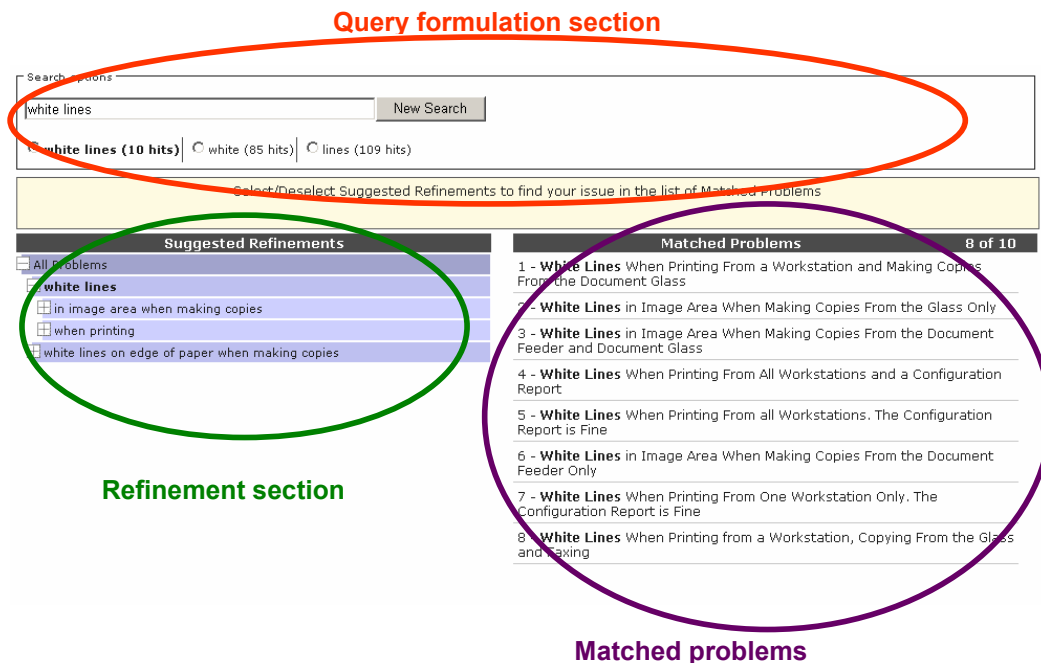 Query formulation section
Search options
white lines
New Search
white lines (10 hits) white (85 hits) lines (109 hits)
Select/Deselect Suggested Refinements to find your issue in the list of Matched Problems
Suggested Refinements
All Problems
white lines
in image area when making copies
when printing
white lines on edge of paper when making copies
Refinement section
Matched Problems 8 of 10
1 - White Lines When Printing From a Workstation and Making Copies
From the Document Glass
2 - White Lines in Image Area When Making Copies From the Glass Only
3 - White Lines in Image Area When Making Copies From the Document
Feeder and Document Glass
4 - White Lines When Printing From All Workstations and a Configuration
Report
5 - White Lines When Printing From all Workstations. The Configuration
Report is Fine
6 - White Lines in Image Area When Making Copies From the Document
Feeder Only
7 - White Lines When Printing From One Workstation Only. The
Configuration Report is Fine
8 - White Lines When Printing from a Workstation, Copying From the Glass
and Faxing
Matched problems